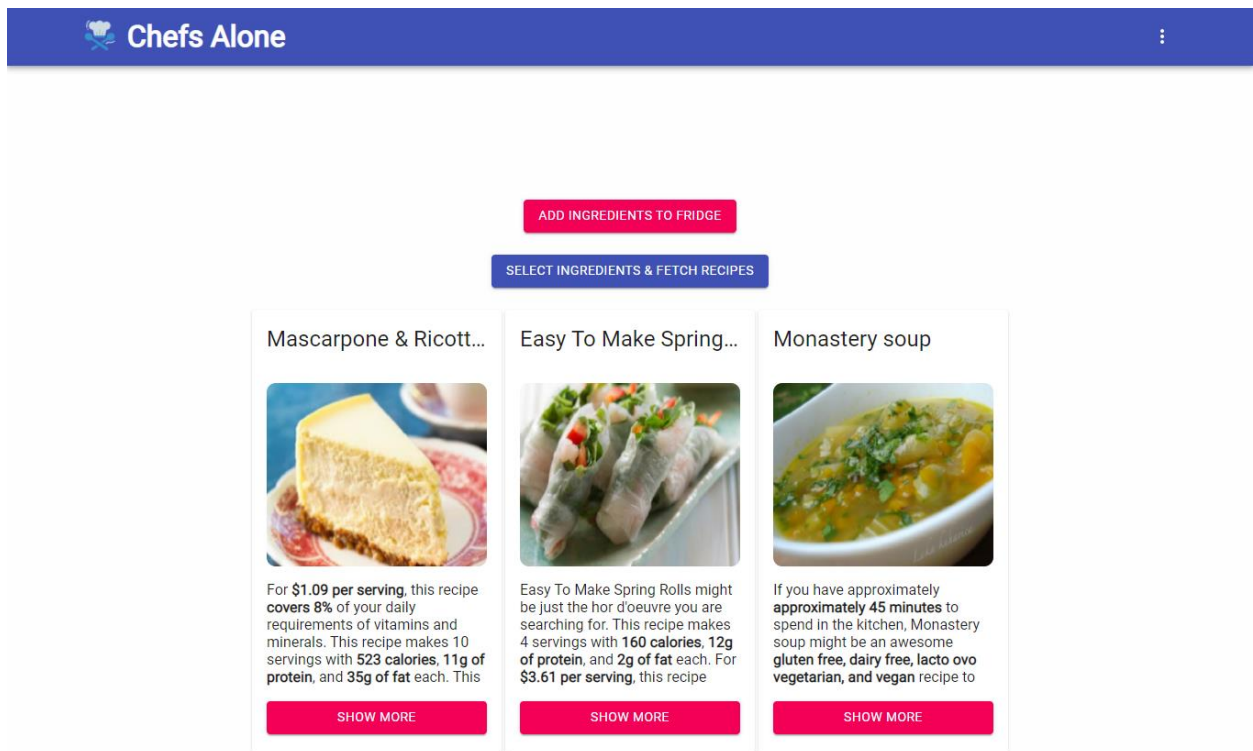 Chefs Alone
ADD INGREDIENTS TO FRIDGE
SELECT INGREDIENTS & FETCH RECIPES
Mascarpone & Ricott...
For $1.09 per serving, this recipe
covers 8% of your daily
requirements of vitamins and
minerals. This recipe makes 10
servings with 523 calories, 11g of
protein, and 35g of fat each. This
SHOW MORE
Easy To Make Spring...
Easy To Make Spring Rolls might
be just the hor d'oeuvre you are
searching for. This recipe makes
4 servings with 160 calories, 12g
of protein, and 2g of fat each. For
$3.61 per serving, this recipe
SHOW MORE
Monastery soup
If you have approximately
approximately 45 minutes to
spend in the kitchen, Monastery
soup might be an awesome
gluten free, dairy free, lacto ovo
vegetarian, and vegan recipe to
SHOW MORE